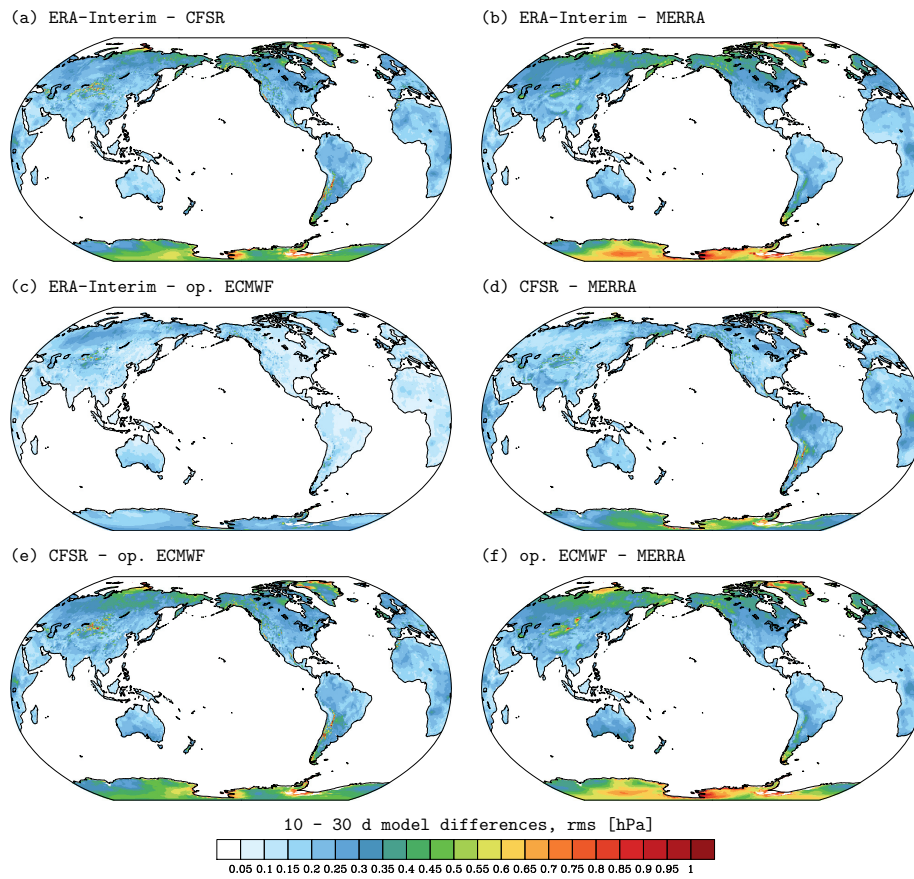 (a) ERA-Interim - CFSR
(b) ERA-Interim - MERRA
(c) ERA-Interim - op. ECMWF
(d) CFSR - MERRA
(e) CFSR - op. ECMWF
(f) op. ECMWF - MERRA
10 - 30 d model differences, rms [hPa]
0.05 0.1 0.15 0.2 0.25 0.3 0.35 0.4 0.45 0.5 0.55 0.6 0.65 0.7 0.75 0.8 0.85 0.9 0.95 1